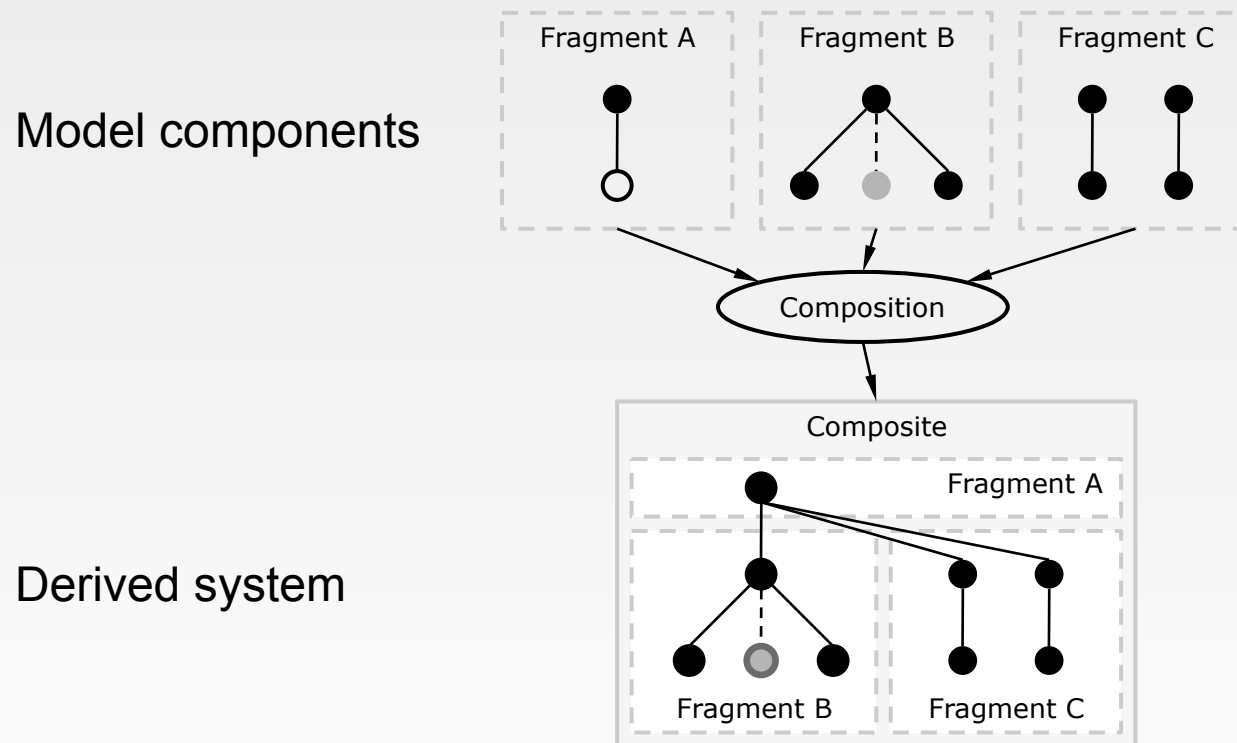 Fragment A
Fragment B
Fragment C
Model components
Composition
Composite
Fragment A
Derived system
Fragment B
Fragment C